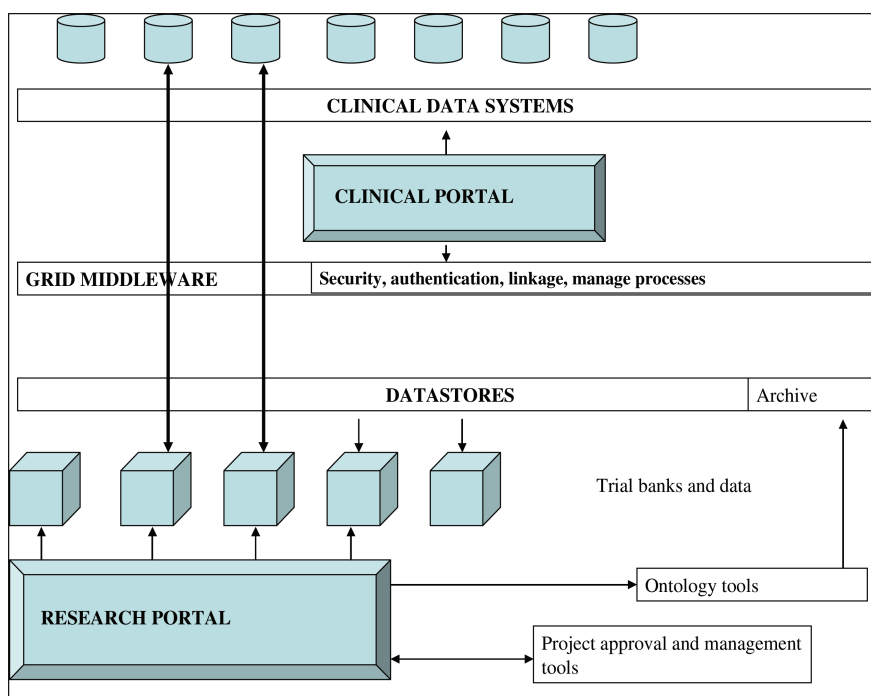 CLINICAL DATA SYSTEMS
CLINICAL PORTAL
GRID MIDDLEWARE
Security, authentication, linkage, manage processes
DATASTORES
Archive
Trial banks and data
Ontology tools
RESEARCH PORTAL
Project approval and management
tools